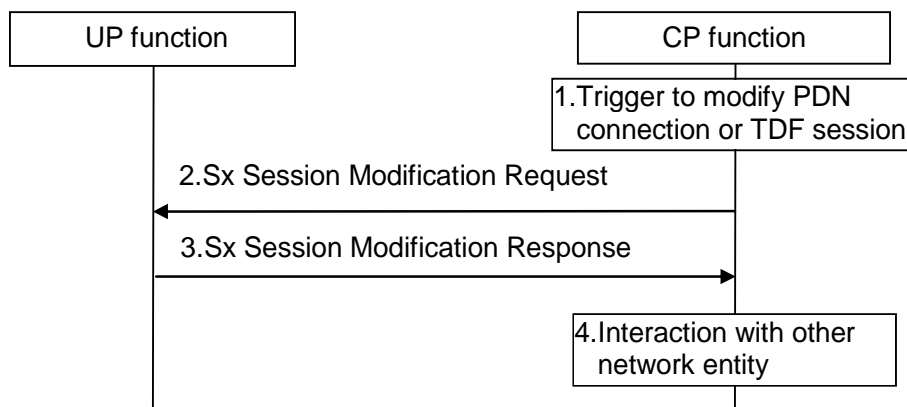 UP function
CP function
1.Trigger to modify PDN
connection or TDF session
2.Sx Session Modification Request
3.Sx Session Modification Response
4.Interaction with other
network entity